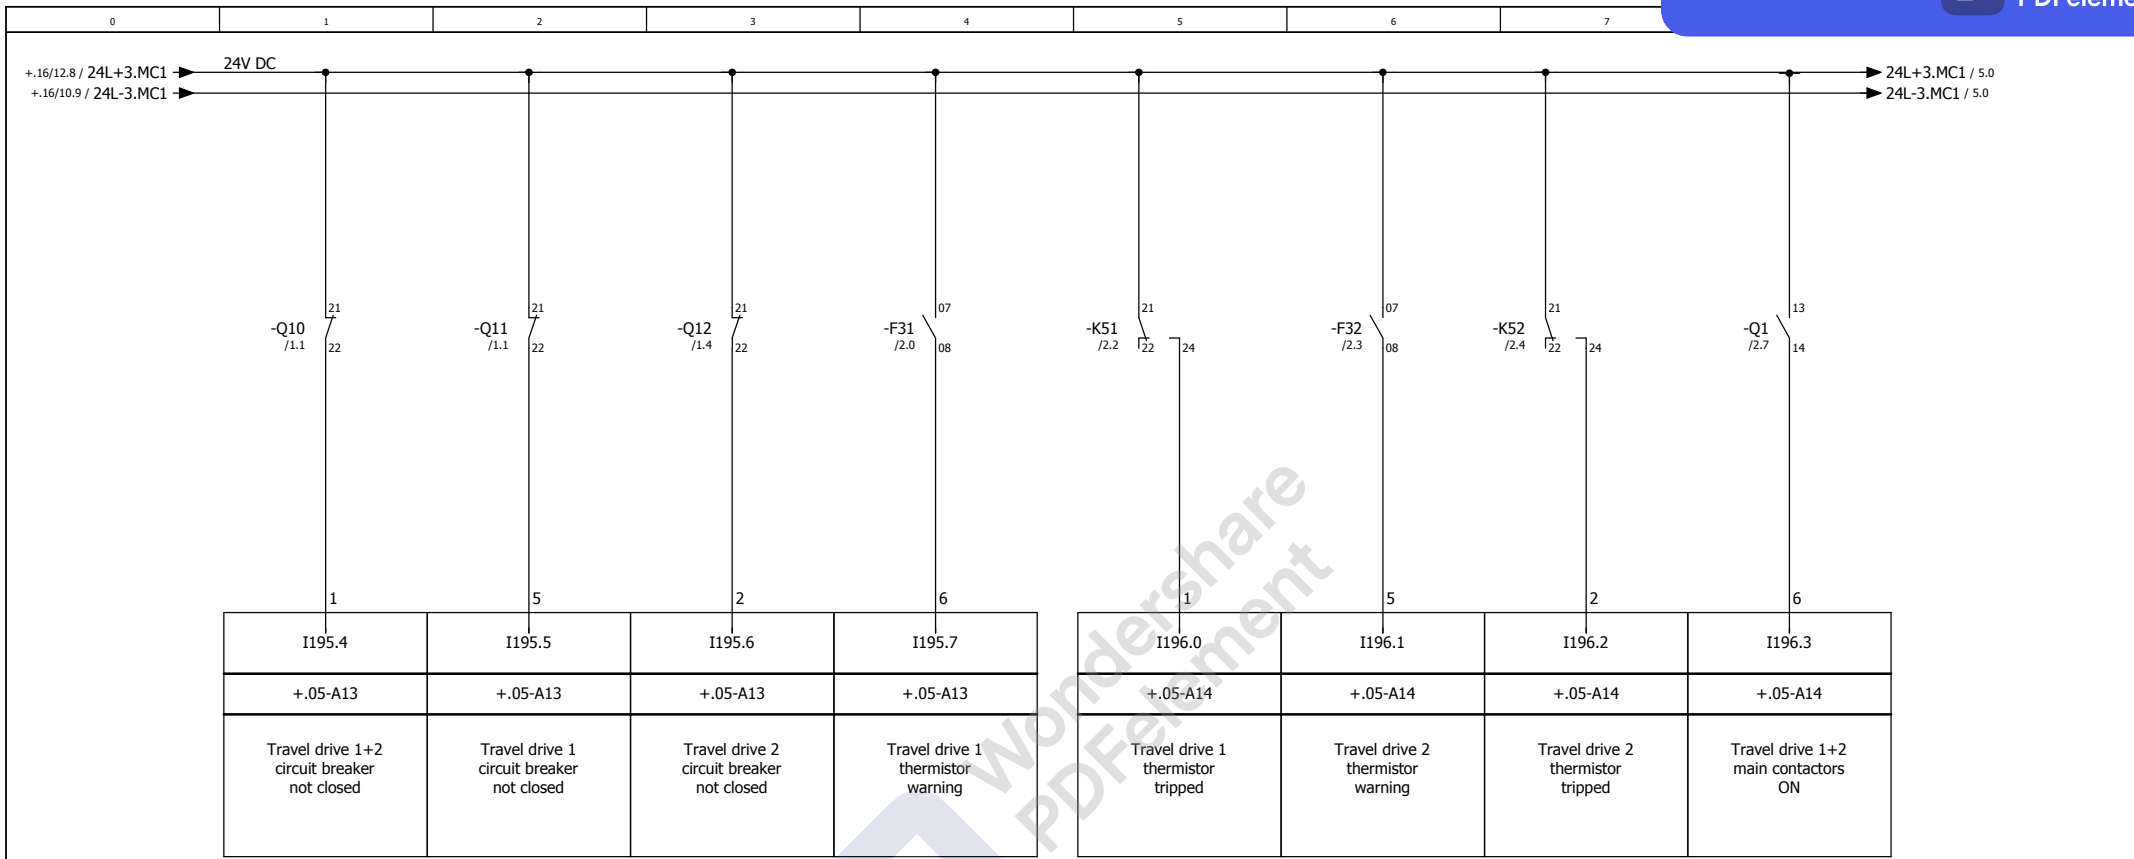 0 1 2 3 4 5 6 7
+.16/12.8 / 24L+3.MC1 24V DC 24L+3.MC1 / 5.0
+.16/10.9 / 24L-3.MC1 24L-3.MC1 / 5.0
21 21 21 07 21 07 21 13
-Q10 -Q11 -Q12 -F31 -K51 -F32 -K52 -Q1
/1.1 /1.1 /1.4 /2.0 /2.2 /2.3 /2.4 /2.7
22 22 22 08 22 24 08 22 24 14
1 5 2 6 1 5 2 6
I195.4 I195.5 I195.6 I195.7 I196.0 I196.1 I196.2 I196.3
+.05-A13 +.05-A13 +.05-A13 +.05-A13 +.05-A14 +.05-A14 +.05-A14 +.05-A14
Travel drive 1+2
circuit breaker
not closed
Travel drive 1
circuit breaker
not closed
Travel drive 2
circuit breaker
not closed
Travel drive 1
thermistor
warning
Travel drive 1
thermistor
tripped
Travel drive 2
thermistor
warning
Travel drive 2
thermistor
tripped
Travel drive 1+2
main contactors
ON
Wondershare
PDFelement